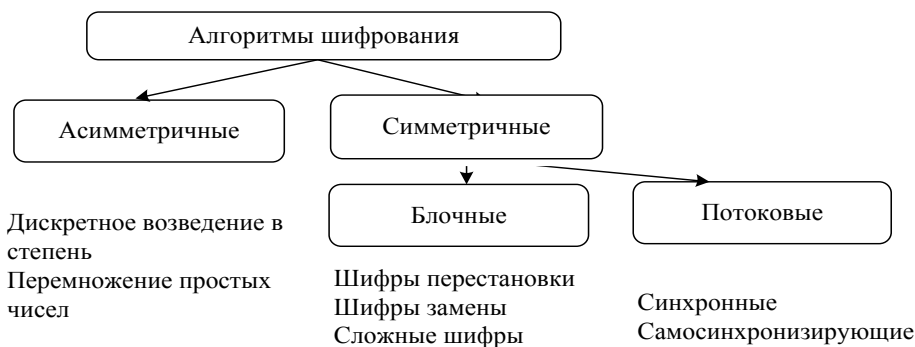 Алгоритмы шифрования
Асимметричные
Симметричные
Блочные
Потоковые
Дискретное возведение в
степень
Перемножение простых
чисел
Шифры перестановки
Шифры замены
Сложные шифры
Синхронные
Самосинхронизирующие